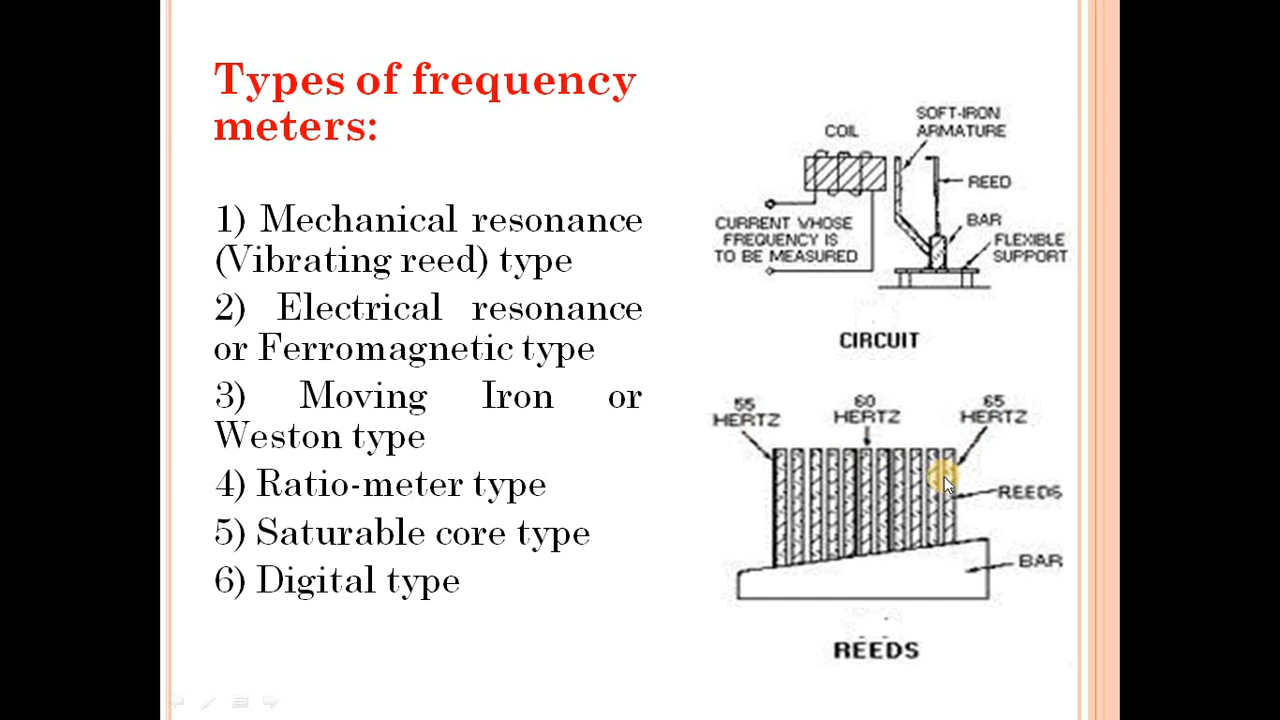 Types of frequency
meters:
1) Mechanical resonance
(Vibrating reed) type
2) Electrical resonance
or Ferromagnetic type
3) Moving Iron or
Weston type
4) Ratio-meter type
5) Saturable core type
6) Digital type
COIL
SOFT-IRON
ARMATURE
REED
BAR
FLEXIBLE
SUPPORT
CURRENT WHOSE
FREQUENCY IS
TO BE MEASURED
CIRCUIT
55
HERTZ
60
HERTZ
65
HERTZ
REEDS
BAR
REEDS